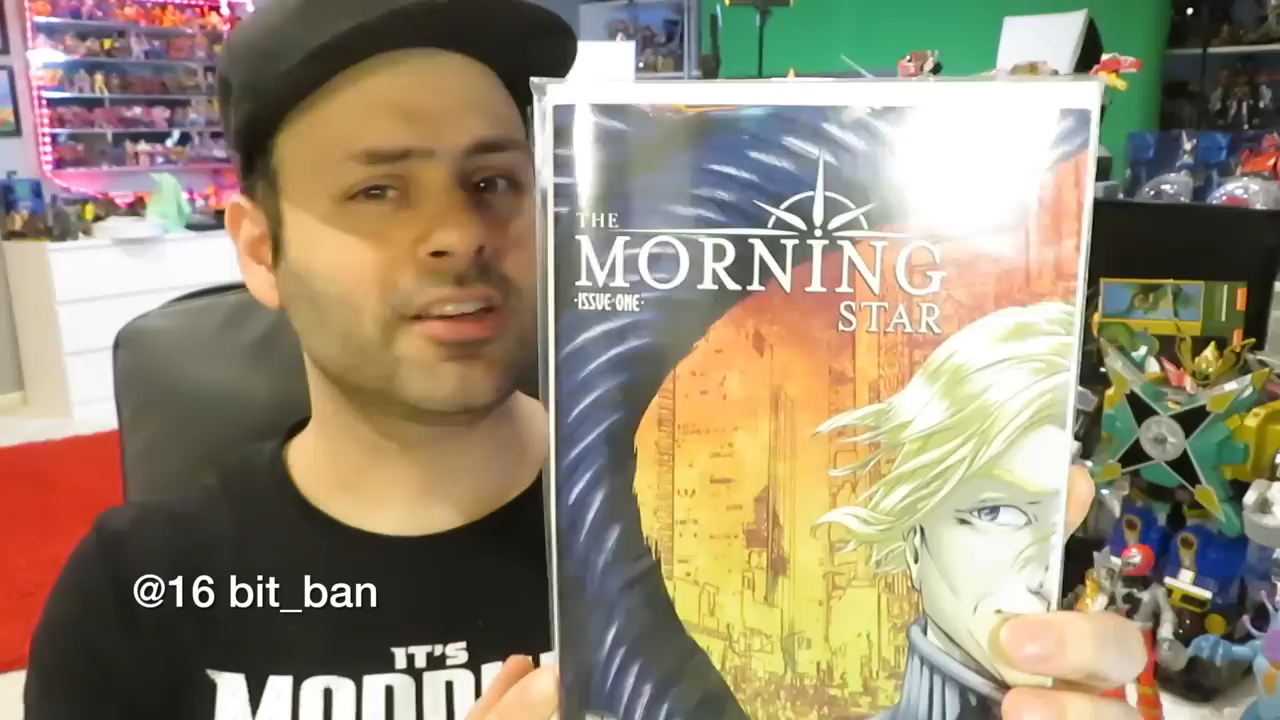 THE
MORNING
·ISSUE·ONE·
STAR
@16 bit_ban
IT'S